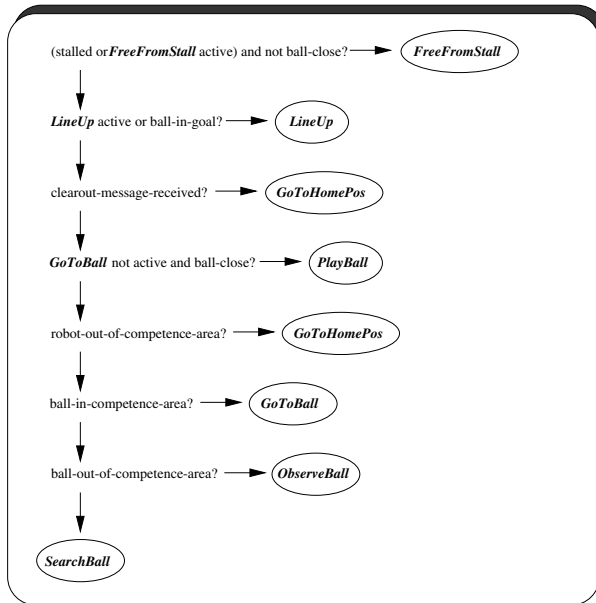 (stalled or FreeFromStall active) and not ball-close? FreeFromStall
LineUp active or ball-in-goal? LineUp
clearout-message-received? GoToHomePos
GoToBall not active and ball-close? PlayBall
robot-out-of-competence-area? GoToHomePos
ball-in-competence-area? GoToBall
ball-out-of-competence-area? ObserveBall
SearchBall